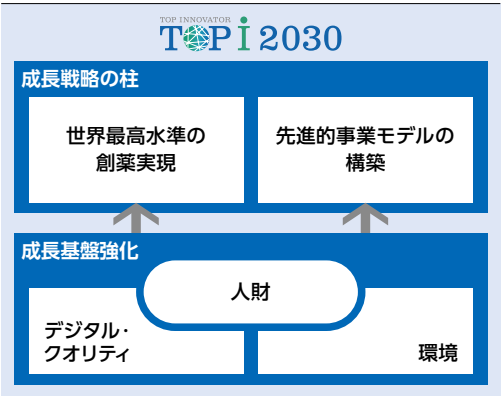 TOP INNOVATOR
TOP i 2030
成長戦略の柱
世界最高水準の
創薬実現
先進的事業モデルの
構築
成長基盤強化
人財
デジタル・
クオリティ
環境